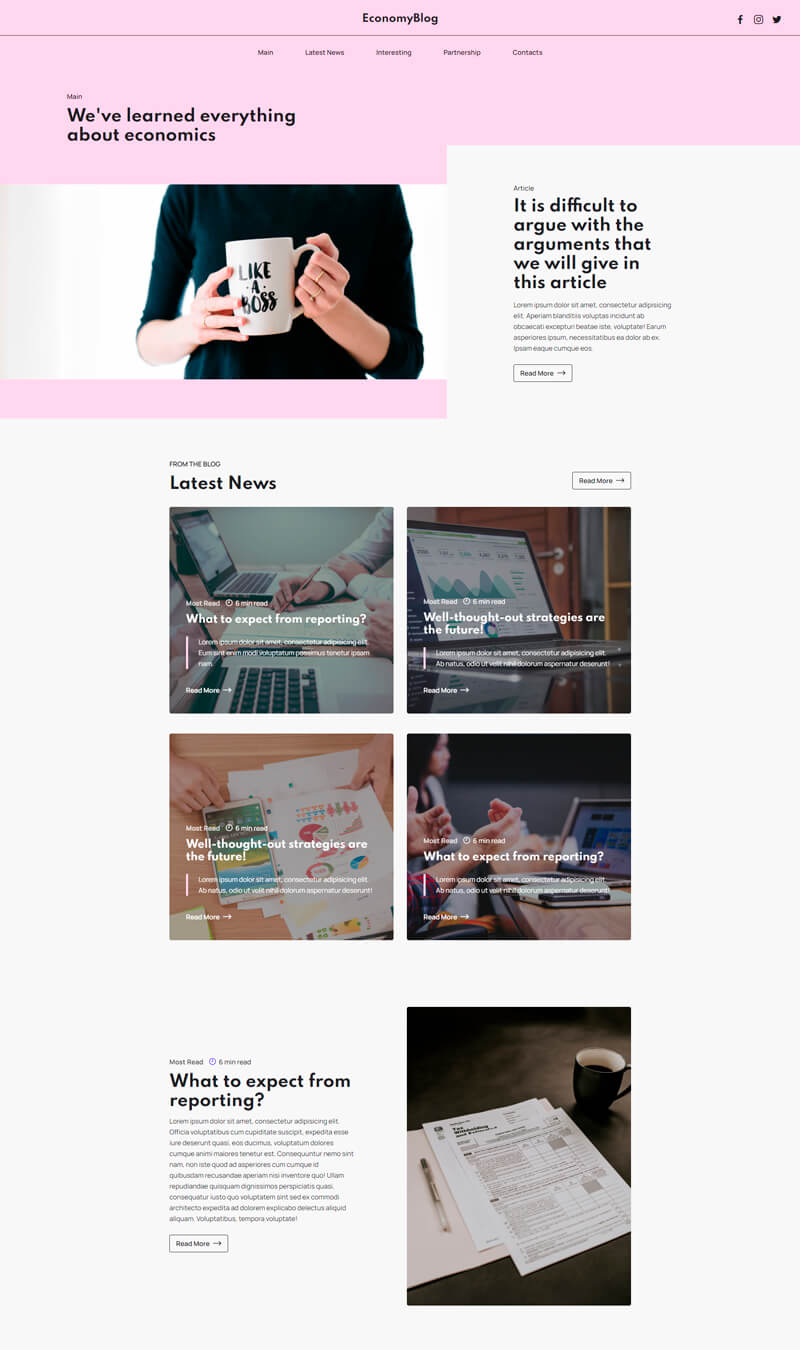 EconomyBlog
Main
Latest News
Interesting
Partnership
Contacts
Main
We've learned everything
about economics
LIKE
·A·
BOSS
Article
It is difficult to
argue with the
arguments that
we will give in
this article
Lorem ipsum dolor sit amet, consectetur adipisicing
elit. Aperiam blanditiis voluptas incidunt ab
obcaecati excepturi beatae iste, voluptate! Earum
asperiores ipsum, necessitatibus ea dolor ab ex.
Ipsam eaque cumque eos.
Read More
FROM THE BLOG
Latest News
Read More
Most Read 6 min read
What to expect from reporting?
Lorem ipsum dolor sit amet, consectetur adipisicing elit.
Eum sint enim modi voluptatum possimus tenetur ipsam
nam.
Read More
Most Read 6 min read
Well-thought-out strategies are
the future!
Lorem ipsum dolor sit amet, consectetur adipisicing elit.
Ab natus, odio ut velit nihil dolorum aspernatur deserunt!
Read More
Most Read 6 min read
Well-thought-out strategies are
the future!
Lorem ipsum dolor sit amet, consectetur adipisicing elit.
Ab natus, odio ut velit nihil dolorum aspernatur deserunt!
Read More
Most Read 6 min read
What to expect from reporting?
Lorem ipsum dolor sit amet, consectetur adipisicing elit.
Ab natus, odio ut velit nihil dolorum aspernatur deserunt!
Read More
Most Read 6 min read
What to expect from
reporting?
Lorem ipsum dolor sit amet, consectetur adipisicing elit.
Officia voluptatibus cum cupiditate suscipit, expedita esse
iure deserunt quasi, eos ducimus, voluptatum dolores
cumque animi maiores tenetur est. Consequuntur nemo sint
nam, non iste quod ad asperiores cum cumque id
quibusdam recusandae aperiam nisi inventore quo! Ullam
repudiandae quisquam dignissimos perspiciatis quasi,
consequatur iusto quo voluptatem sint sed ex commodi
architecto expedita ad dolorem explicabo delectus aliquid
aliquam. Voluptatibus, tempora voluptate!
Read More
Tax
Withholding